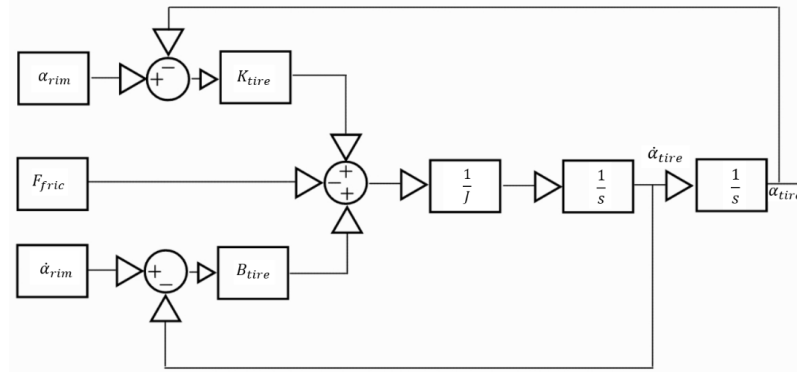 −
α_rim
+
K_tire
+
F_fric
−
+
1/J
1/s
α̇_tire
1/s
α_tire
α̇_rim
+
−
B_tire